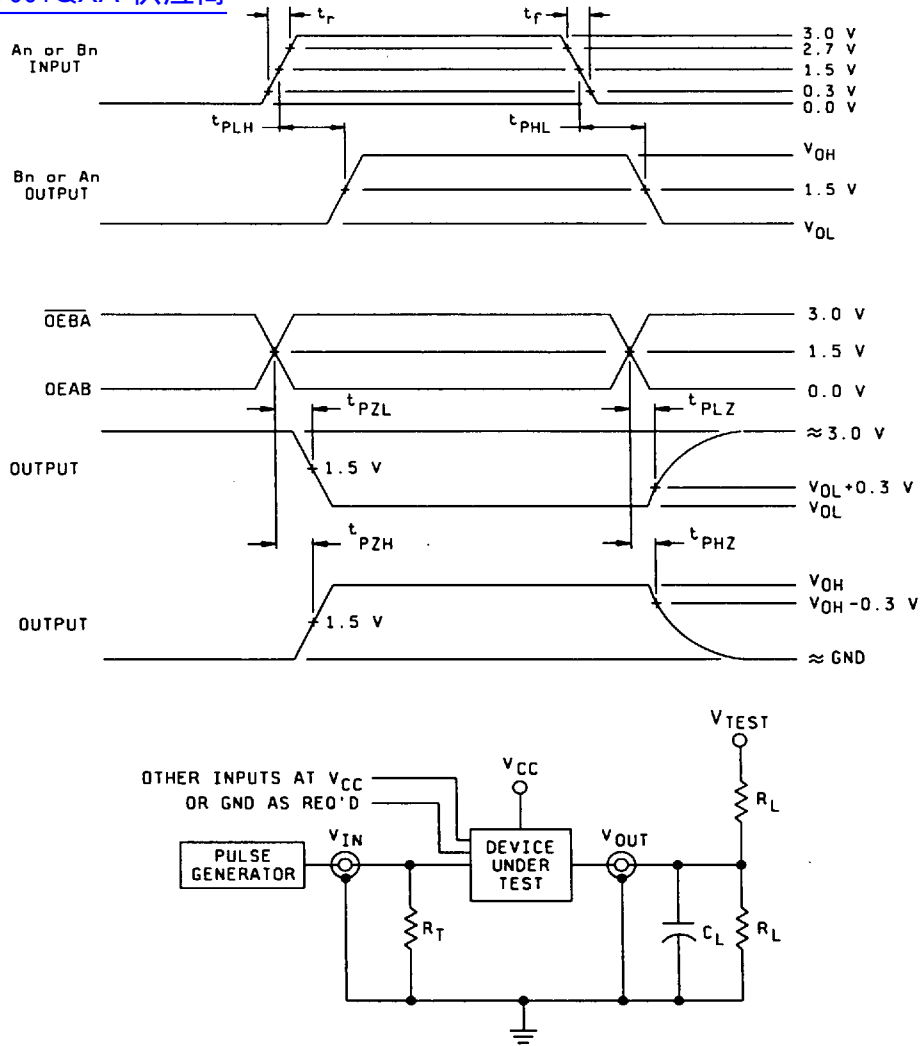 供应商
tr
tf
An or Bn
INPUT
3.0 V
2.7 V
1.5 V
0.3 V
0.0 V
tPLH
tPHL
Bn or An
OUTPUT
VOH
1.5 V
VOL
OEBA
OEAB
3.0 V
1.5 V
0.0 V
tPZL
tPLZ
OUTPUT
1.5 V
≈3.0 V
VOL+0.3 V
VOL
tPZH
tPHZ
OUTPUT
1.5 V
VOH
VOH-0.3 V
≈ GND
VTEST
RL
OTHER INPUTS AT VCC
OR GND AS REQ'D
VCC
VIN
VOUT
PULSE
GENERATOR
DEVICE
UNDER
TEST
RT
CL
RL